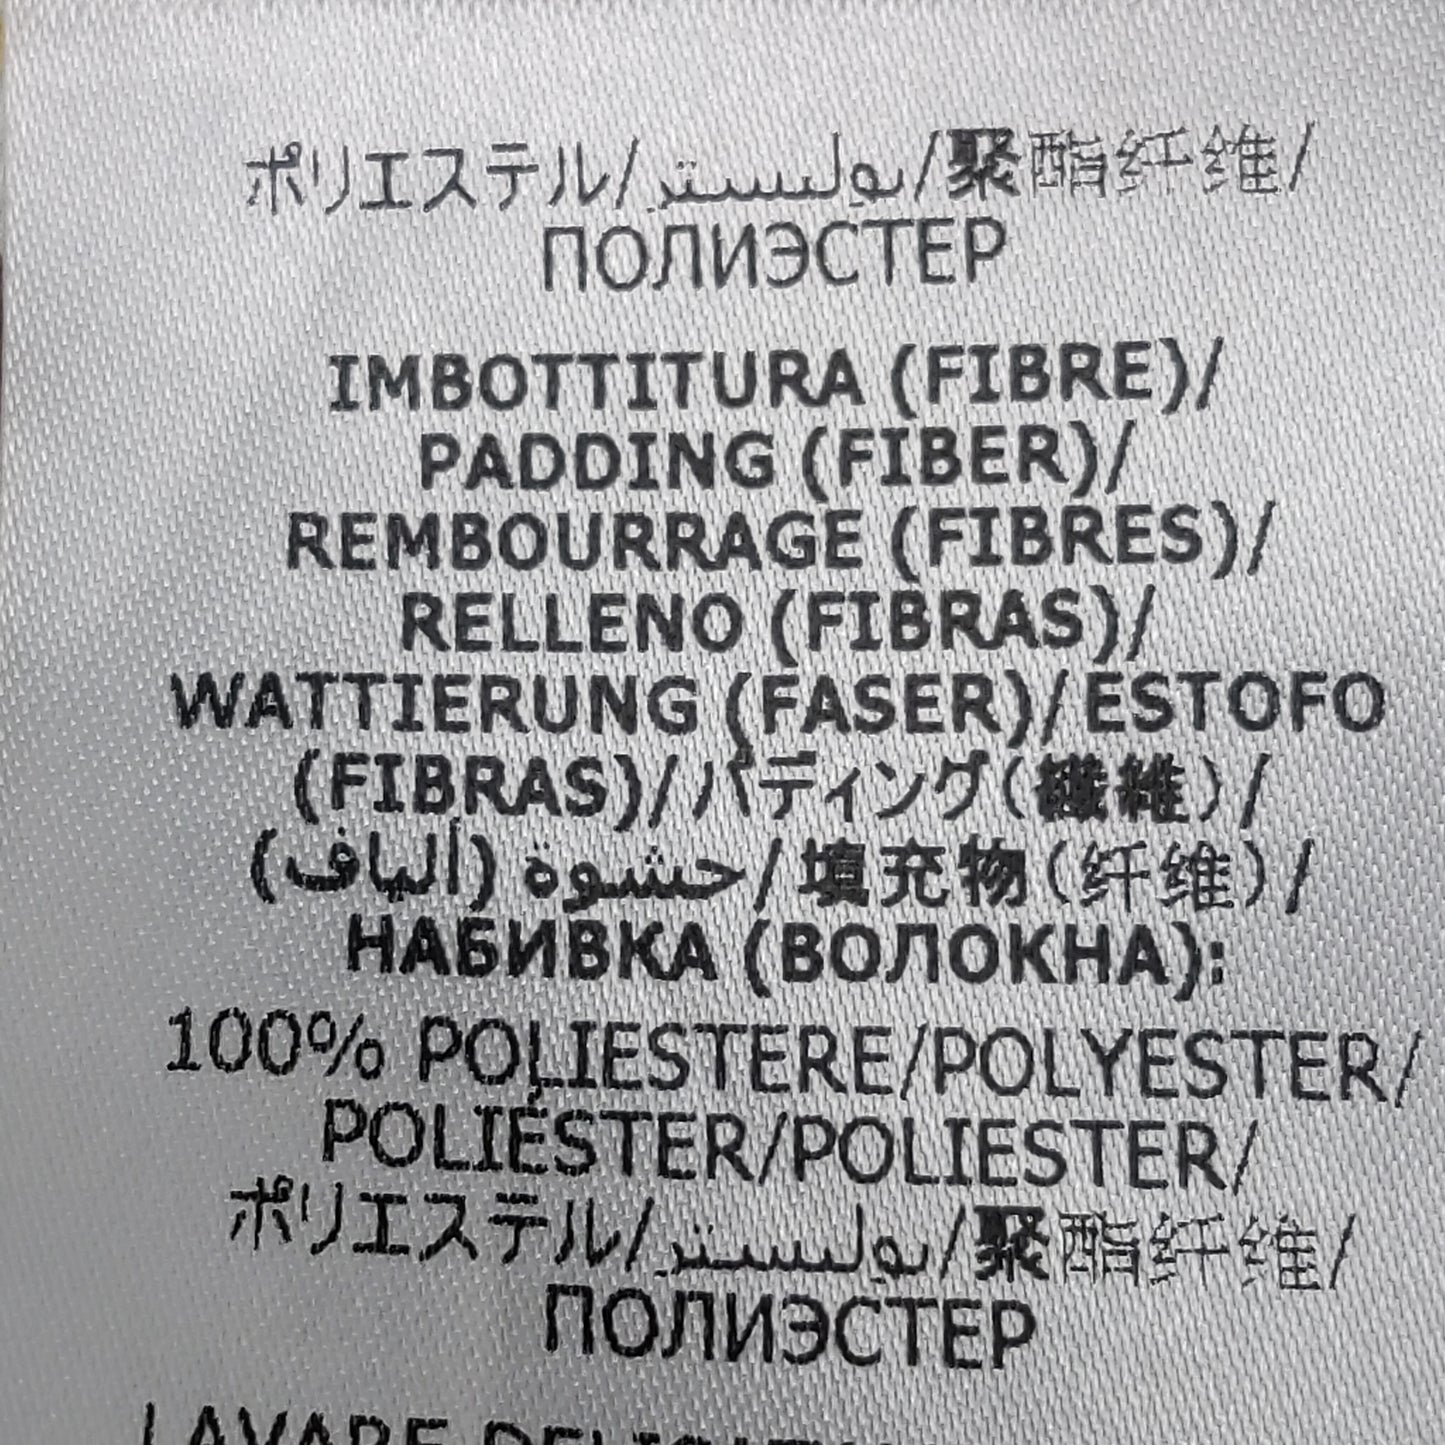 ポリエステル/بوليستر/聚酯纤维/
ПОЛИЭСТЕР
IMBOTTITURA (FIBRE)/
PADDING (FIBER)/
REMBOURRAGE (FIBRES)/
RELLENO (FIBRAS)/
WATTIERUNG (FASER)/ESTOFO
(FIBRAS)/パディング(繊維)/
حشوة (ألياف)/填充物(纤维)/
НАБИВКА (ВОЛОКНА):
100% POLIESTERE/POLYESTER/
POLIÉSTER/POLIESTER/
ポリエステル/بوليستر/聚酯纤维/
ПОЛИЭСТЕР
LAVARE